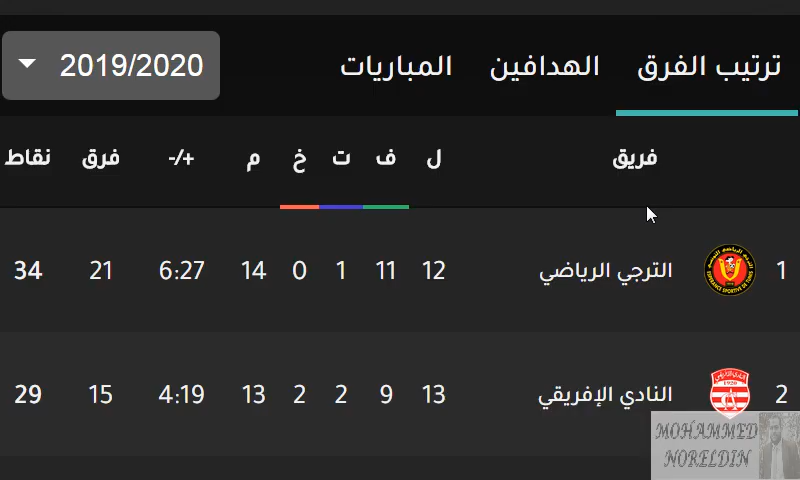 ترتيب الفرق الهدافين المباريات 2019/2020
فريق ل ف ت خ م +/- فرق نقاط
1 الترجي الرياضي 12 11 1 0 14 6:27 21 34
2 النادي الإفريقي 13 9 2 2 13 4:19 15 29
1920
MOHAMMED
NORELDIN